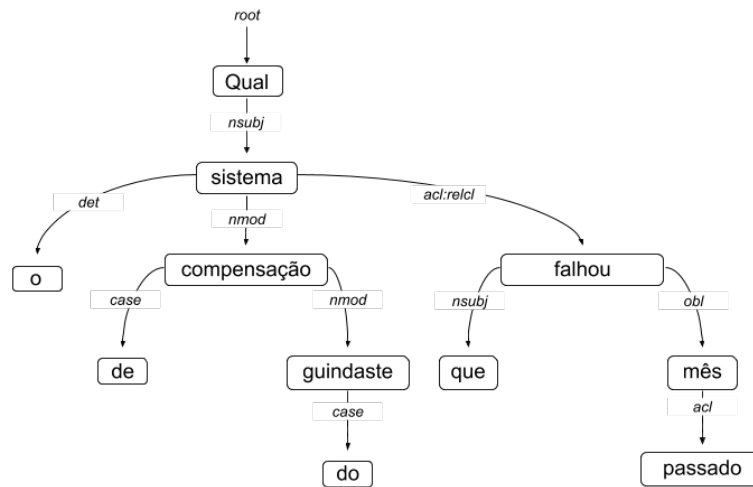 root
Qual
nsubj
sistema
det
nmod
acl:relcl
o
compensação
falhou
case
nmod
nsubj
obl
de
guindaste
que
mês
case
acl
do
passado